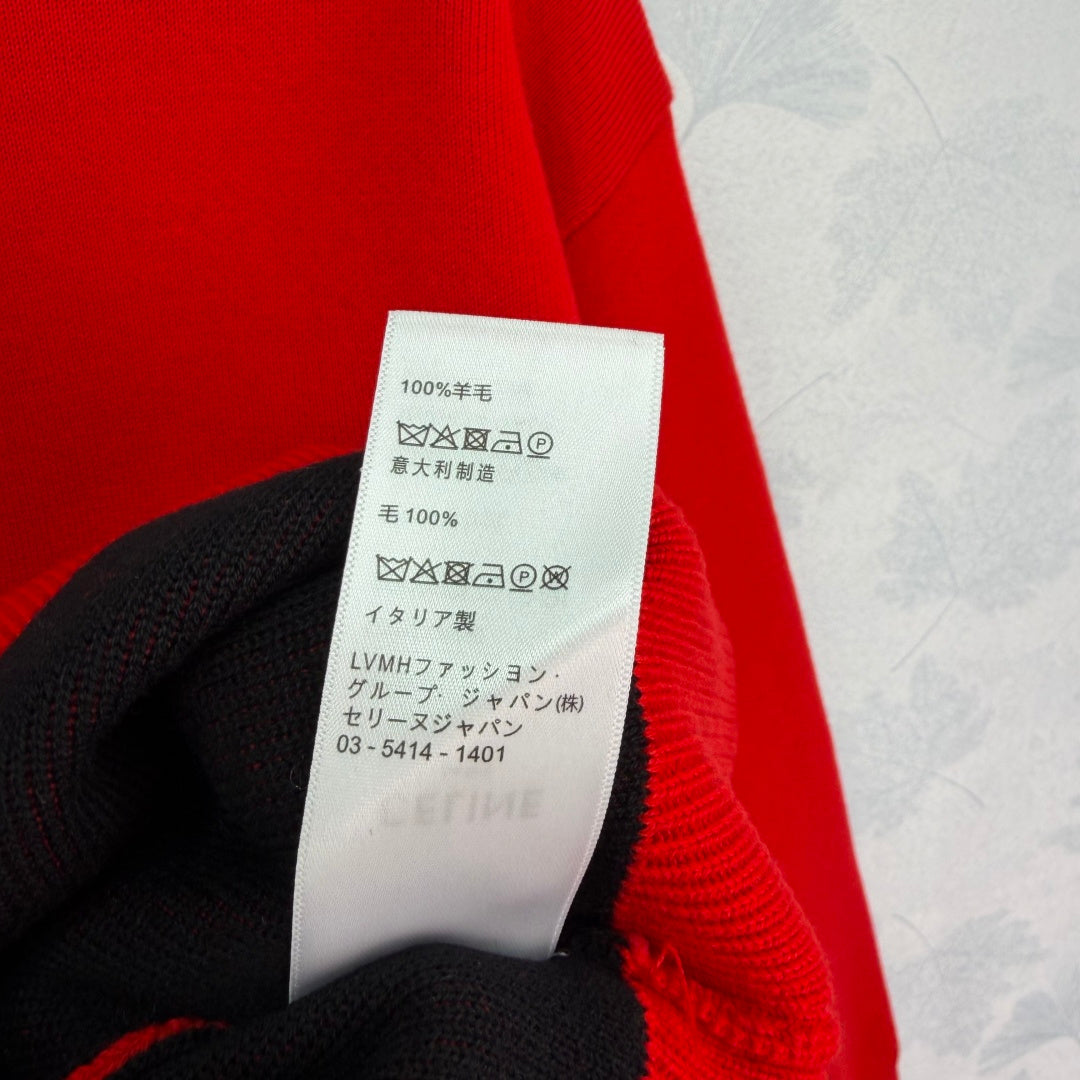 100%羊毛
P
意大利制造
毛 100%
P W
イタリア製
LVMHファッション・
グループ・ジャパン(株)
セリーヌジャパン
03 - 5414 - 1401
CELINE